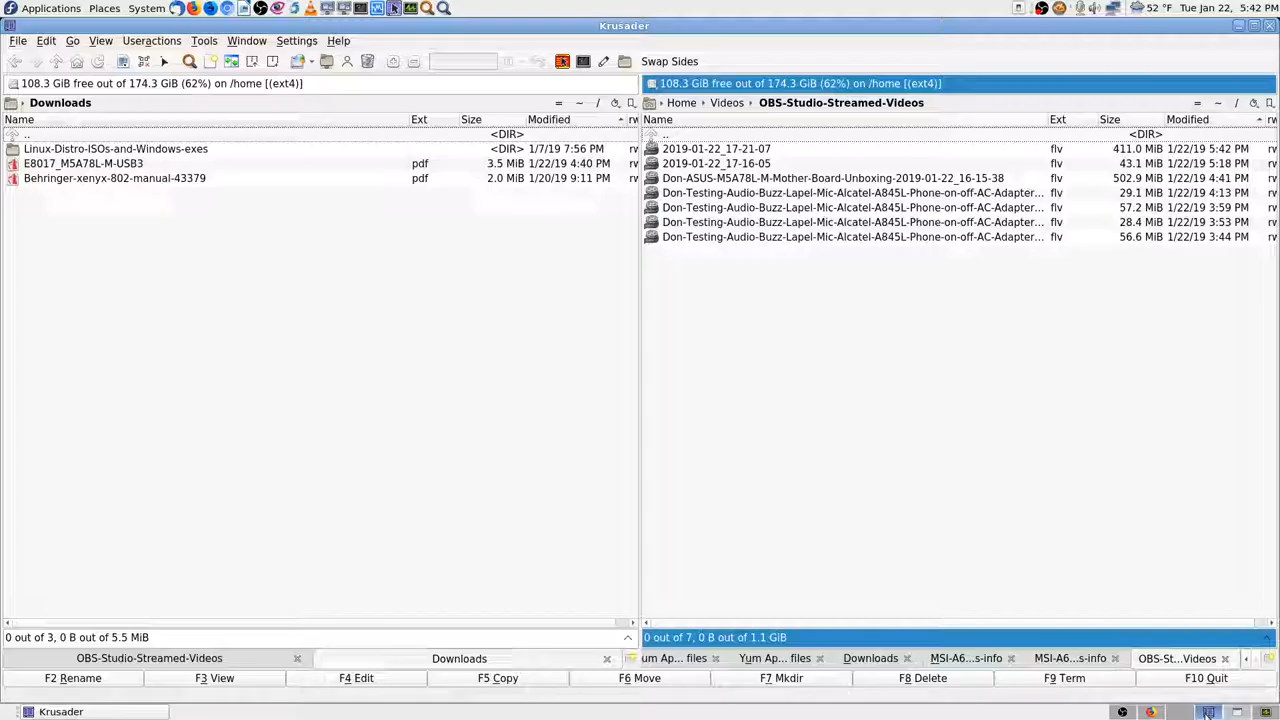 Applications Places System 52 °F Tue Jan 22, 5:42 PM
Krusader
File Edit Go View Useractions Tools Window Settings Help
Swap Sides
108.3 GiB free out of 174.3 GiB (62%) on /home [(ext4)]
108.3 GiB free out of 174.3 GiB (62%) on /home [(ext4)]
Downloads = ~ /
Home Videos OBS-Studio-Streamed-Videos = ~ /
Name Ext Size Modified rw
Name Ext Size Modified rw
.. <DIR>
Linux-Distro-ISOs-and-Windows-exes <DIR> 1/7/19 7:56 PM rw
E8017_M5A78L-M-USB3 pdf 3.5 MiB 1/22/19 4:40 PM rw
Behringer-xenyx-802-manual-43379 pdf 2.0 MiB 1/20/19 9:11 PM rw
.. <DIR>
2019-01-22_17-21-07 flv 411.0 MiB 1/22/19 5:42 PM rw
2019-01-22_17-16-05 flv 43.1 MiB 1/22/19 5:18 PM rw
Don-ASUS-M5A78L-M-Mother-Board-Unboxing-2019-01-22_16-15-38 flv 502.9 MiB 1/22/19 4:41 PM rw
Don-Testing-Audio-Buzz-Lapel-Mic-Alcatel-A845L-Phone-on-off-AC-Adapter... flv 29.1 MiB 1/22/19 4:13 PM rw
Don-Testing-Audio-Buzz-Lapel-Mic-Alcatel-A845L-Phone-on-off-AC-Adapter... flv 57.2 MiB 1/22/19 3:59 PM rw
Don-Testing-Audio-Buzz-Lapel-Mic-Alcatel-A845L-Phone-on-off-AC-Adapter... flv 28.4 MiB 1/22/19 3:53 PM rw
Don-Testing-Audio-Buzz-Lapel-Mic-Alcatel-A845L-Phone-on-off-AC-Adapter... flv 56.6 MiB 1/22/19 3:44 PM rw
0 out of 3, 0 B out of 5.5 MiB
0 out of 7, 0 B out of 1.1 GiB
OBS-Studio-Streamed-Videos Downloads
um Ap... files Yum Ap... files Downloads MSI-A6...s-info MSI-A6...s-info OBS-St...Videos
F2 Rename F3 View F4 Edit F5 Copy F6 Move F7 Mkdir F8 Delete F9 Term F10 Quit
Krusader